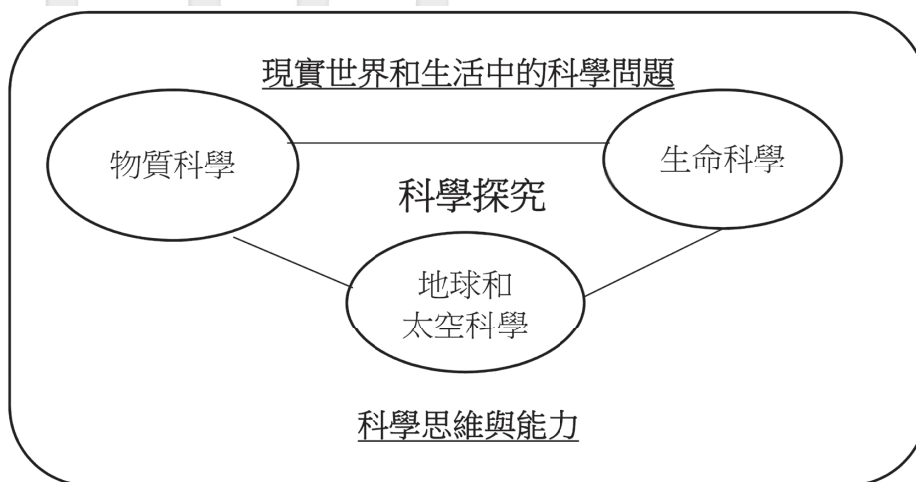 現實世界和生活中的科學問題
物質科學
生命科學
科學探究
地球和
太空科學
科學思維與能力